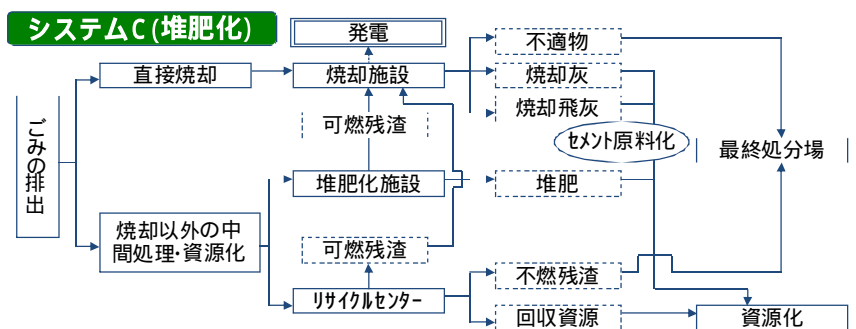 システムC(堆肥化)
発電
不適物
直接焼却
焼却施設
焼却灰
焼却飛灰
可燃残渣
セメント原料化
最終処分場
ごみの排出
堆肥化施設
堆肥
焼却以外の中
間処理・資源化
可燃残渣
不燃残渣
リサイクルセンター
回収資源
資源化